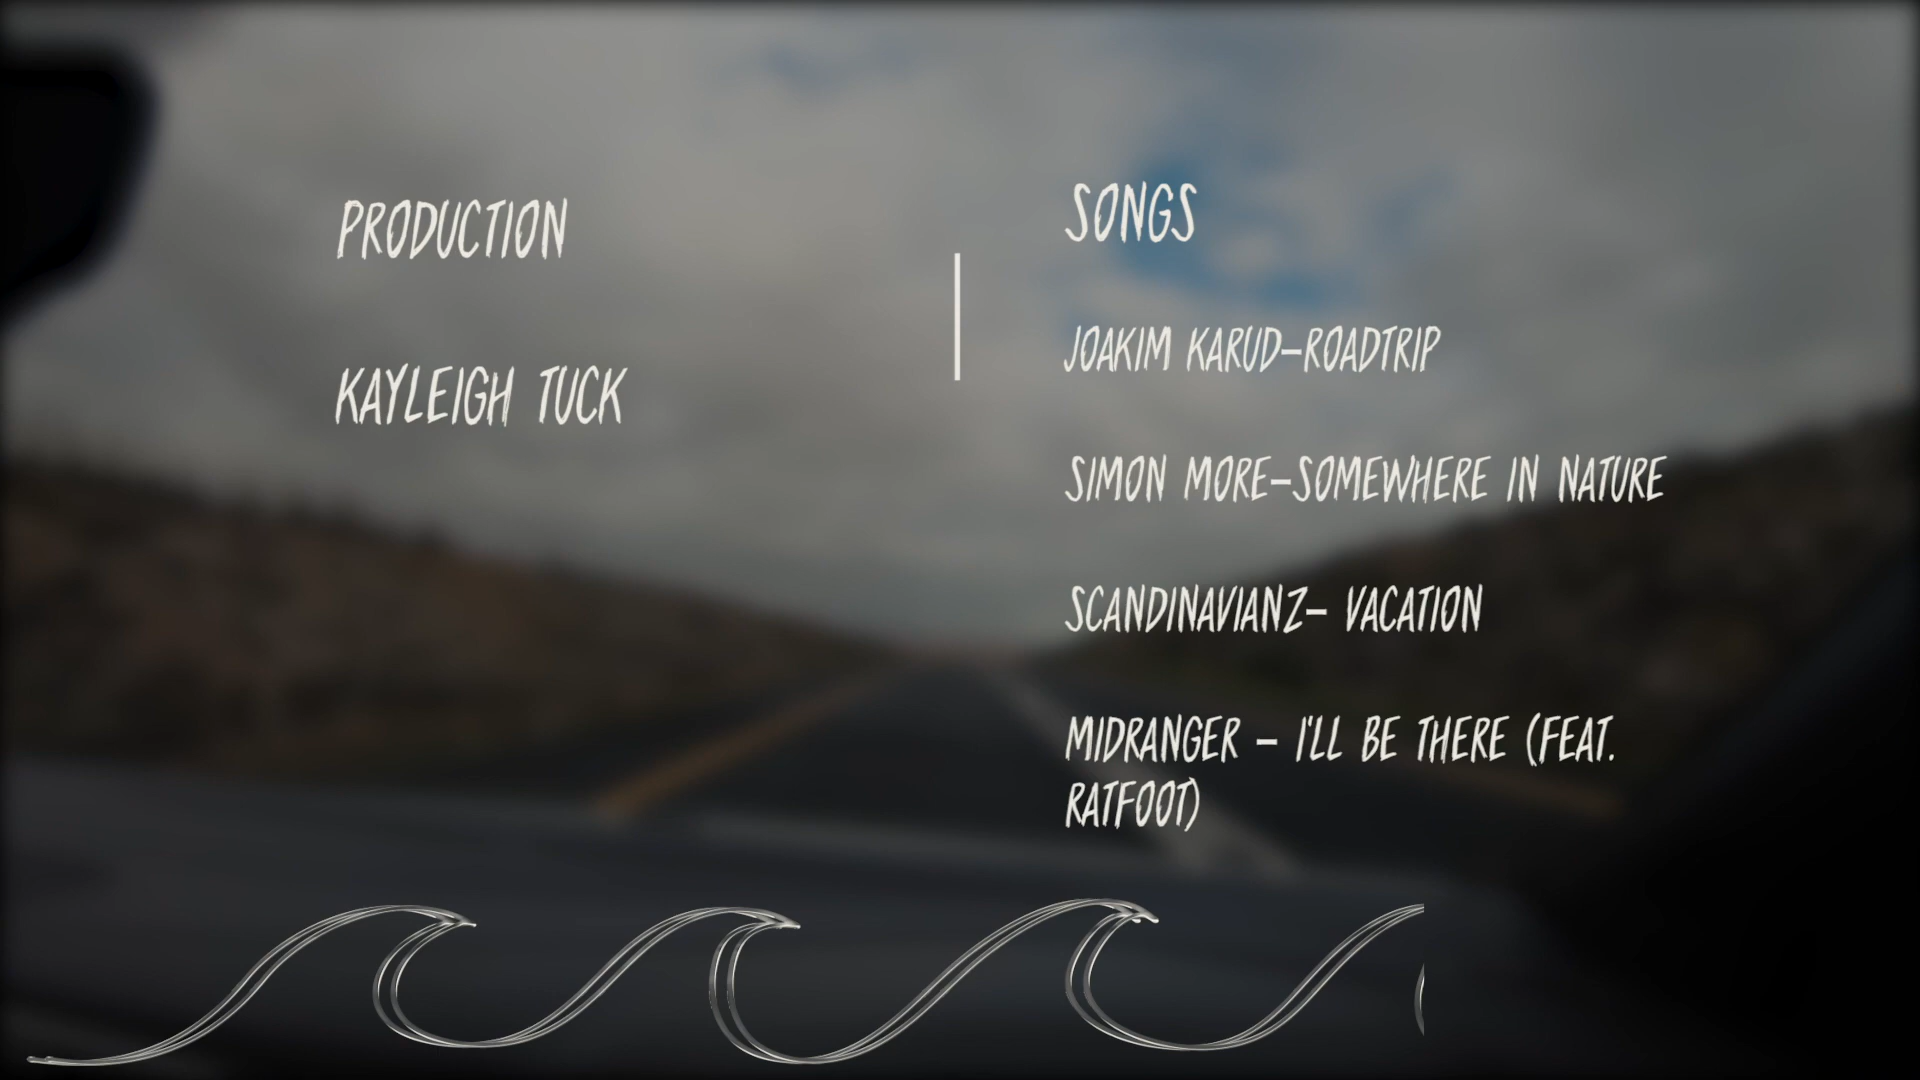 PRODUCTION
KAYLEIGH TUCK
SONGS
JOAKIM KARUD-ROADTRIP
SIMON MORE-SOMEWHERE IN NATURE
SCANDINAVIANZ- VACATION
MIDRANGER - I'LL BE THERE (FEAT.
RATFOOT)